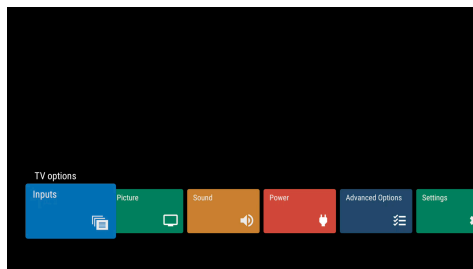 TV options
Inputs
Picture
Sound
Power
Advanced Options
Settings